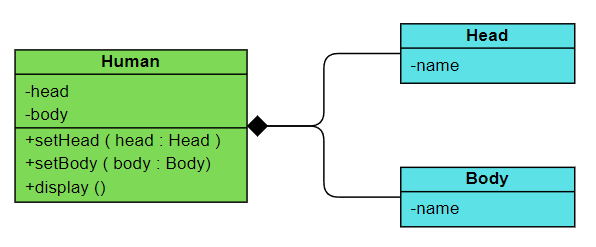 Human
-head
-body
+setHead ( head : Head )
+setBody ( body : Body)
+display ()
Head
-name
Body
-name